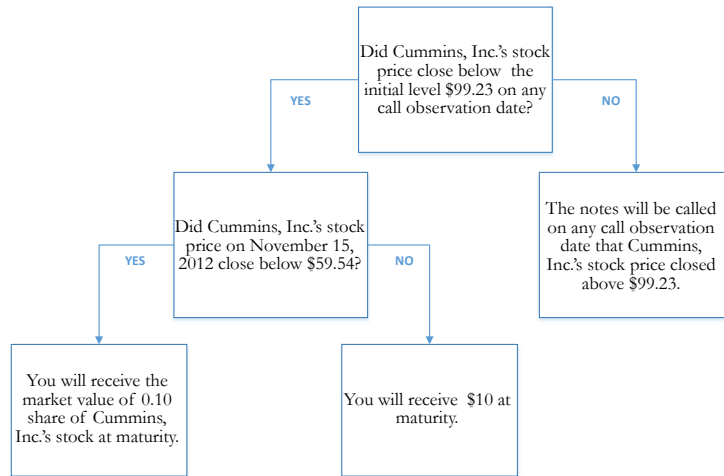 Did Cummins, Inc.'s stock
price close below the
initial level $99.23 on any
call observation date?
YES
NO
Did Cummins, Inc.'s stock
price on November 15,
2012 close below $59.54?
The notes will be called
on any call observation
date that Cummins,
Inc.'s stock price closed
above $99.23.
YES
NO
You will receive the
market value of 0.10
share of Cummins,
Inc.'s stock at maturity.
You will receive $10 at
maturity.